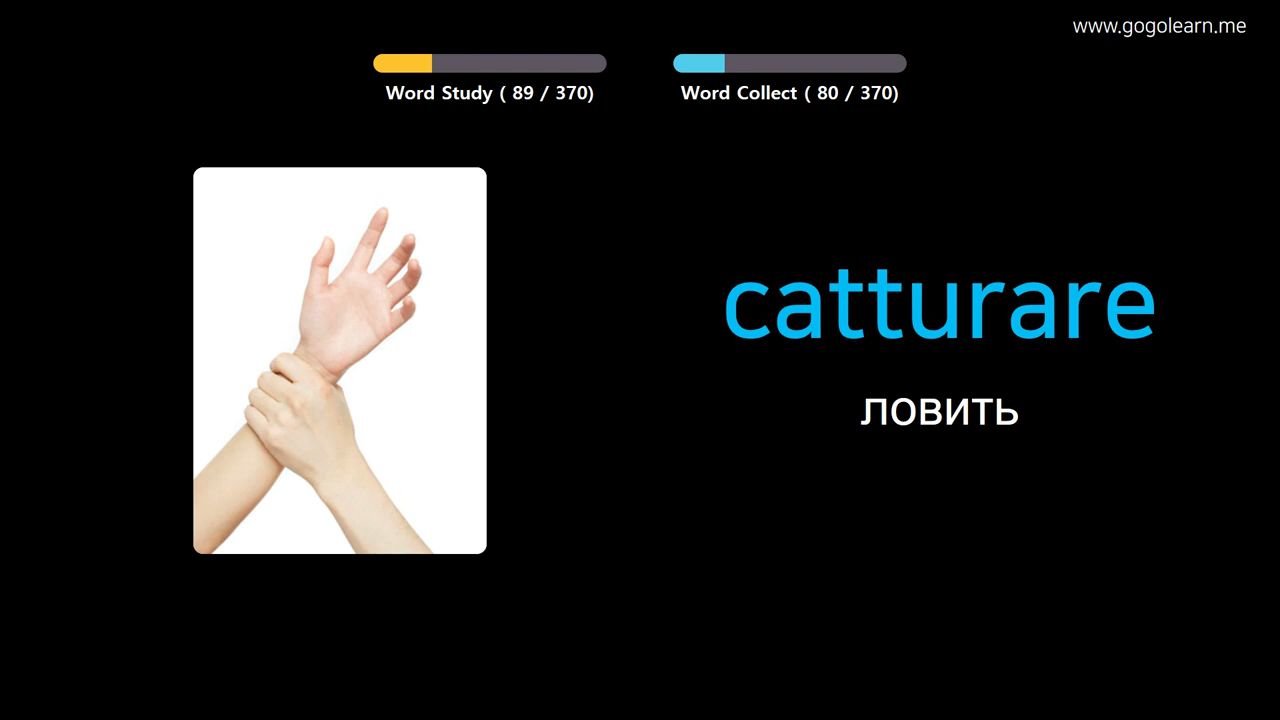 www.gogolearn.me
Word Study ( 89 / 370)
Word Collect ( 80 / 370)
catturare
ловить